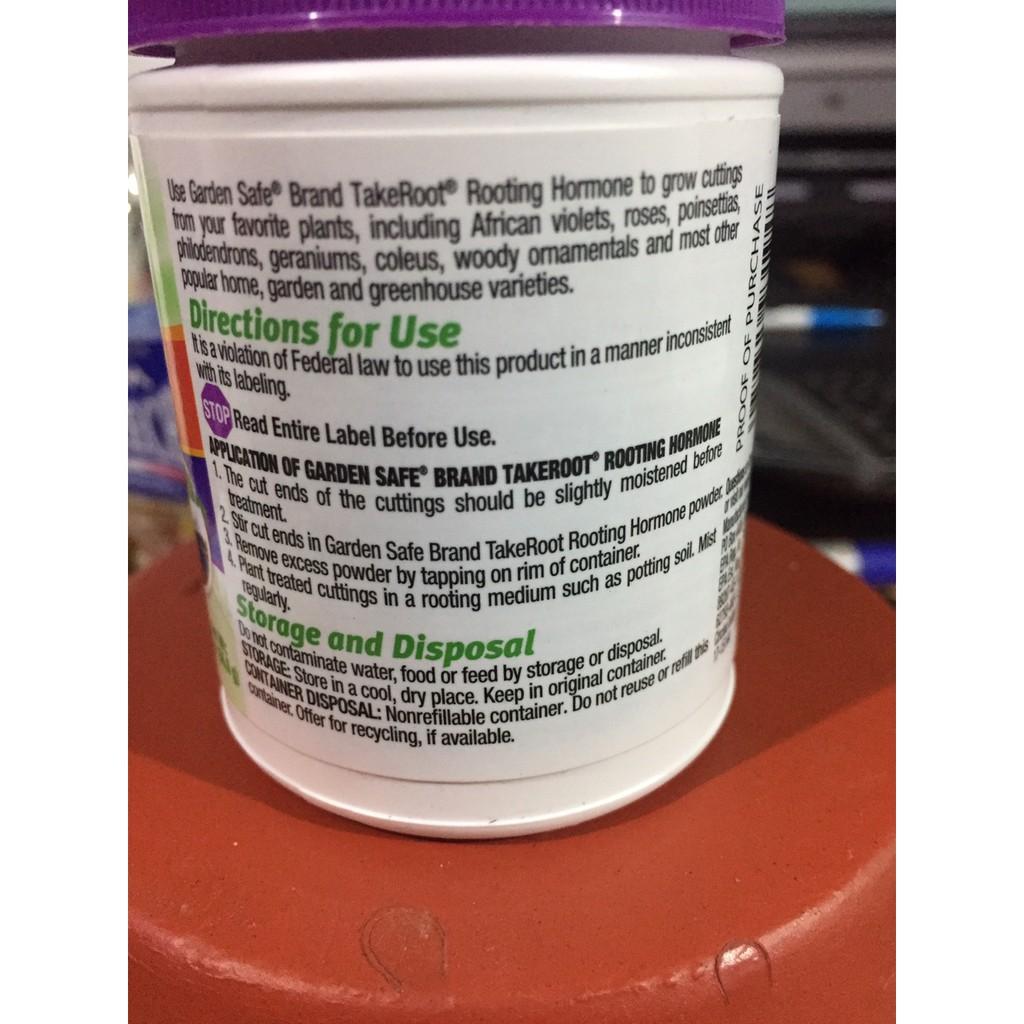 Use Garden Safe® Brand TakeRoot® Rooting Hormone to grow cuttings
from your favorite plants, including African violets, roses, poinsettias,
philodendrons, geraniums, coleus, woody ornamentals and most other
popular home, garden and greenhouse varieties.
Directions for Use
It is a violation of Federal law to use this product in a manner inconsistent
with its labeling.
STOP Read Entire Label Before Use.
APPLICATION OF GARDEN SAFE® BRAND TAKEROOT® ROOTING HORMONE
1. The cut ends of the cuttings should be slightly moistened before
treatment.
2. Stir cut ends in Garden Safe Brand TakeRoot Rooting Hormone powder.
3. Remove excess powder by tapping on rim of container.
4. Plant treated cuttings in a rooting medium such as potting soil. Mist
regularly.
Storage and Disposal
Do not contaminate water, food or feed by storage or disposal.
STORAGE: Store in a cool, dry place. Keep in original container.
CONTAINER DISPOSAL: Nonrefillable container. Do not reuse or refill this
container. Offer for recycling, if available.
PROOF OF PURCHASE